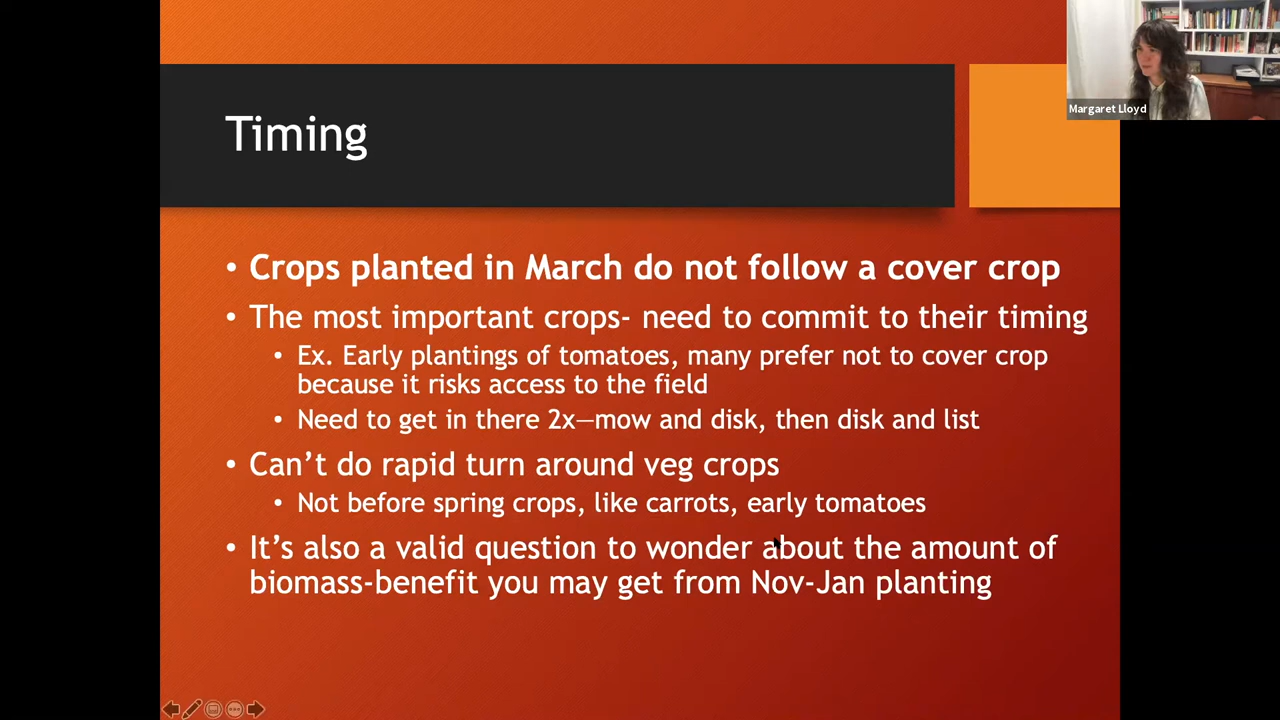 Margaret Lloyd
Timing
• Crops planted in March do not follow a cover crop
• The most important crops- need to commit to their timing
• Ex. Early plantings of tomatoes, many prefer not to cover crop
because it risks access to the field
• Need to get in there 2x—mow and disk, then disk and list
• Can't do rapid turn around veg crops
• Not before spring crops, like carrots, early tomatoes
• It's also a valid question to wonder about the amount of
biomass-benefit you may get from Nov-Jan planting